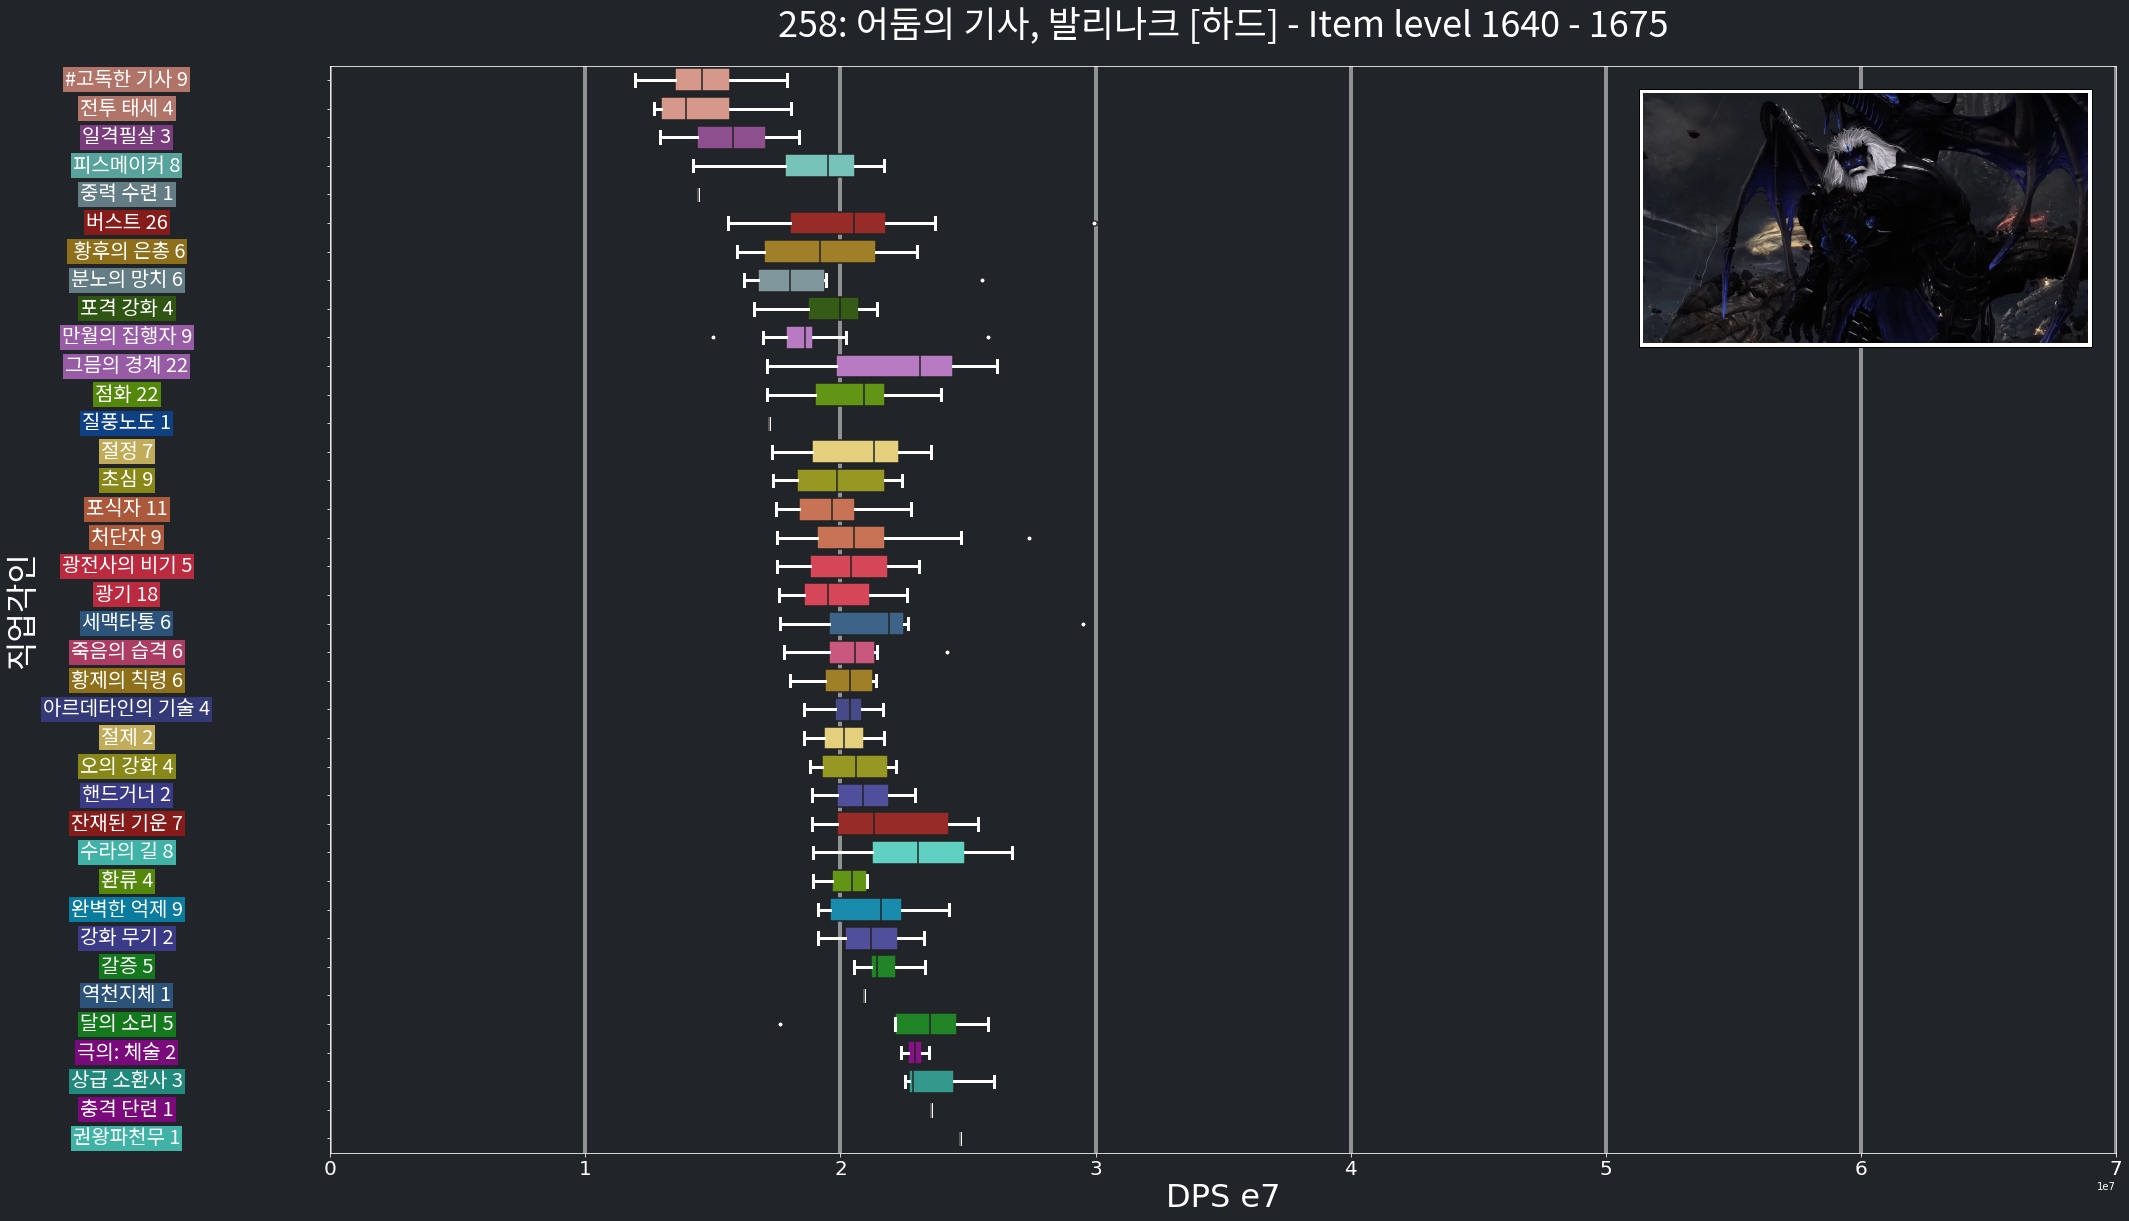 258: 어둠의 기사, 발리나크 [하드] - Item level 1640 - 1675
#고독한 기사 9
전투 태세 4
일격필살 3
피스메이커 8
중력 수련 1
버스트 26
황후의 은총 6
분노의 망치 6
포격 강화 4
만월의 집행자 9
그믐의 경계 22
점화 22
질풍노도 1
절정 7
초심 9
포식자 11
처단자 9
광전사의 비기 5
광기 18
세맥타통 6
죽음의 습격 6
황제의 칙령 6
아르데타인의 기술 4
절제 2
오의 강화 4
핸드거너 2
잔재된 기운 7
수라의 길 8
환류 4
완벽한 억제 9
강화 무기 2
갈증 5
역천지체 1
달의 소리 5
극의: 체술 2
상급 소환사 3
충격 단련 1
권왕파천무 1
직업각인
0 1 2 3 4 5 6 7
1e7
DPS e7